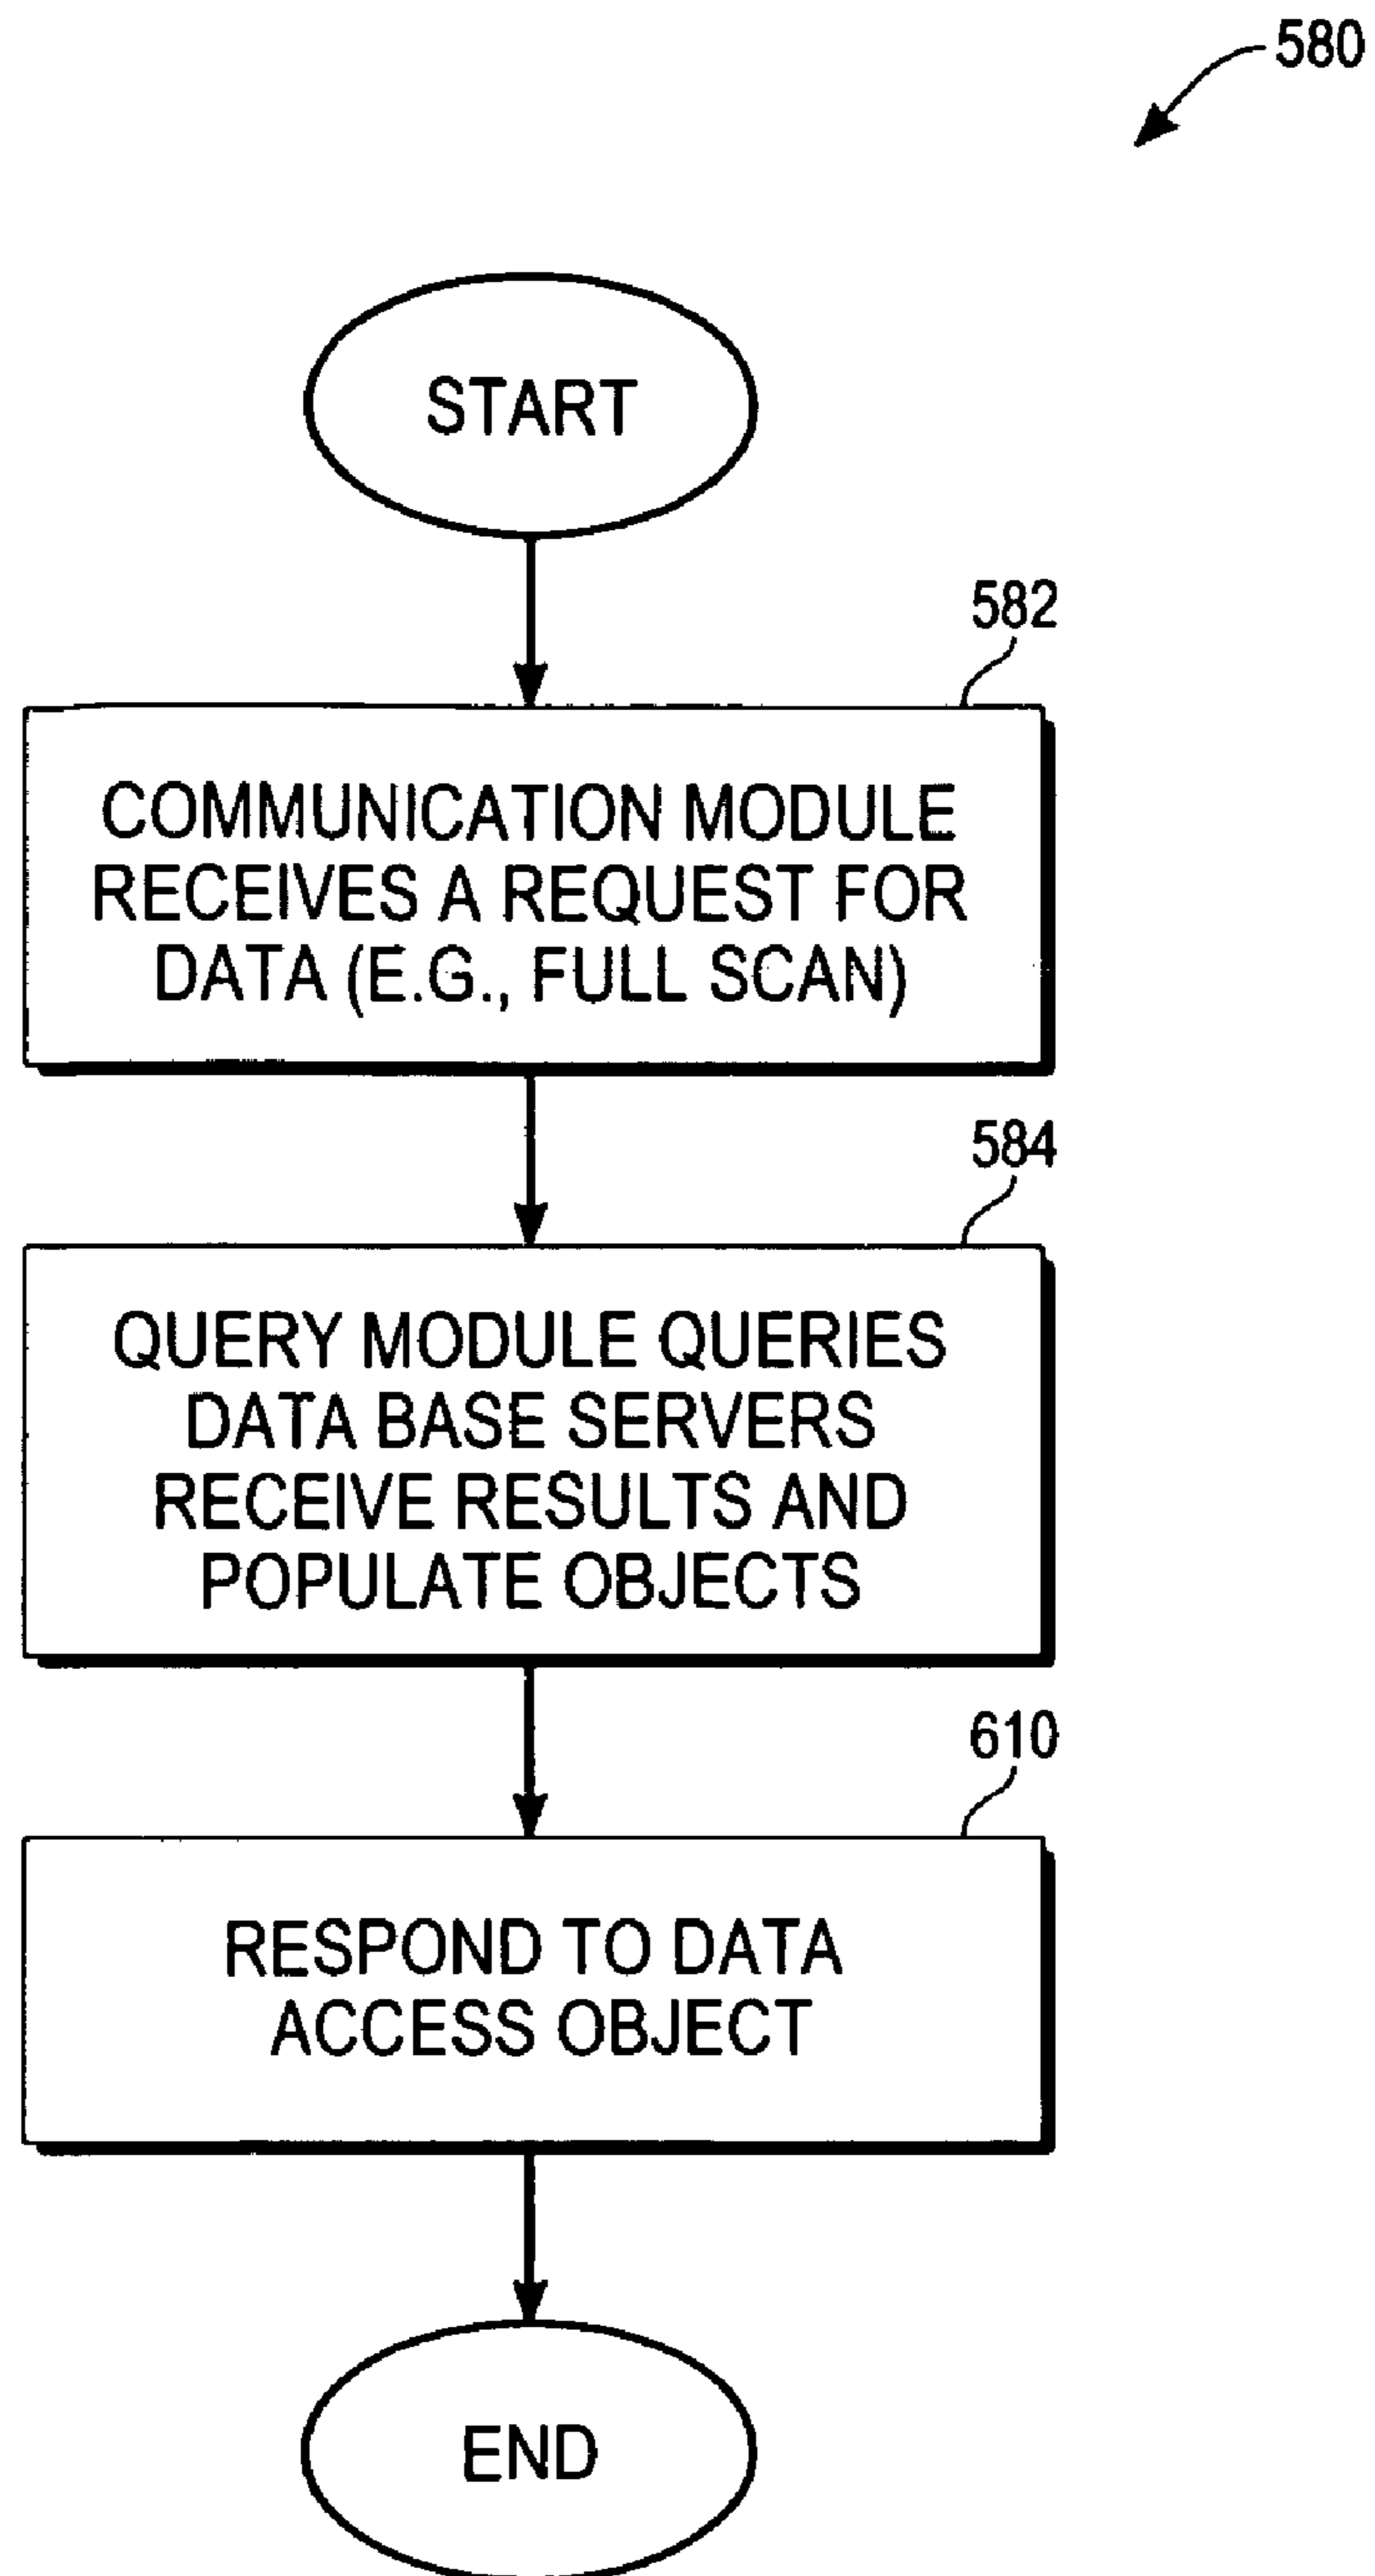 580
START
582
COMMUNICATION MODULE
RECEIVES A REQUEST FOR
DATA (E.G., FULL SCAN)
584
QUERY MODULE QUERIES
DATA BASE SERVERS
RECEIVE RESULTS AND
POPULATE OBJECTS
610
RESPOND TO DATA
ACCESS OBJECT
END